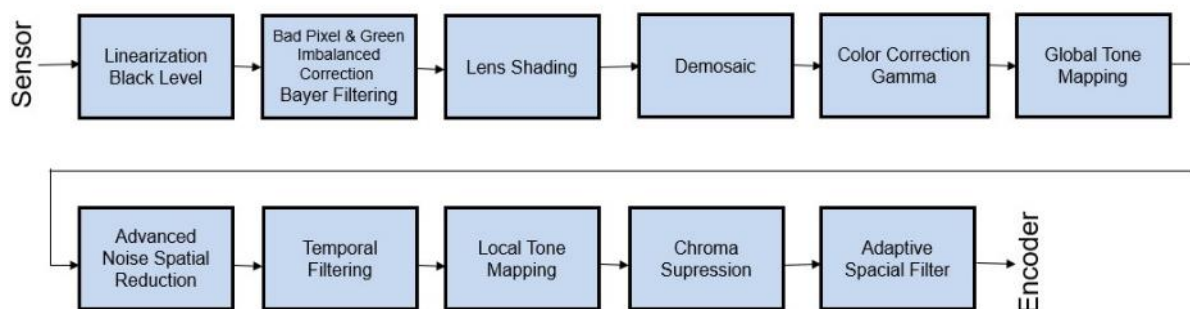 Sensor
Linearization
Black Level
Bad Pixel & Green
Imbalanced
Correction
Bayer Filtering
Lens Shading
Demosaic
Color Correction
Gamma
Global Tone
Mapping
Advanced
Noise Spatial
Reduction
Temporal
Filtering
Local Tone
Mapping
Chroma
Supression
Adaptive
Spacial Filter
Encoder